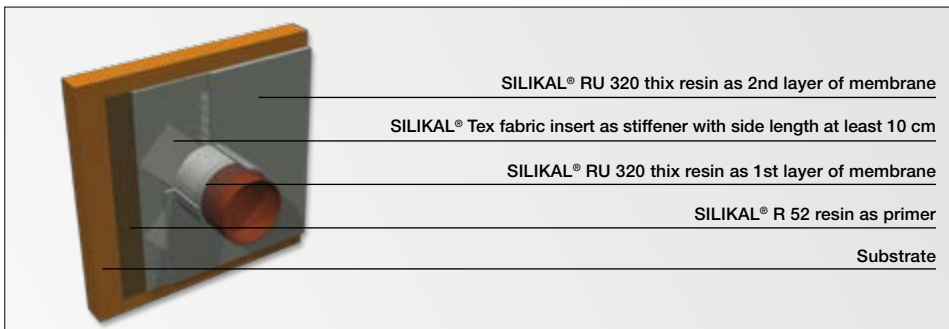 SILIKAL® RU 320 thix resin as 2nd layer of membrane
SILIKAL® Tex fabric insert as stiffener with side length at least 10 cm
SILIKAL® RU 320 thix resin as 1st layer of membrane
SILIKAL® R 52 resin as primer
Substrate